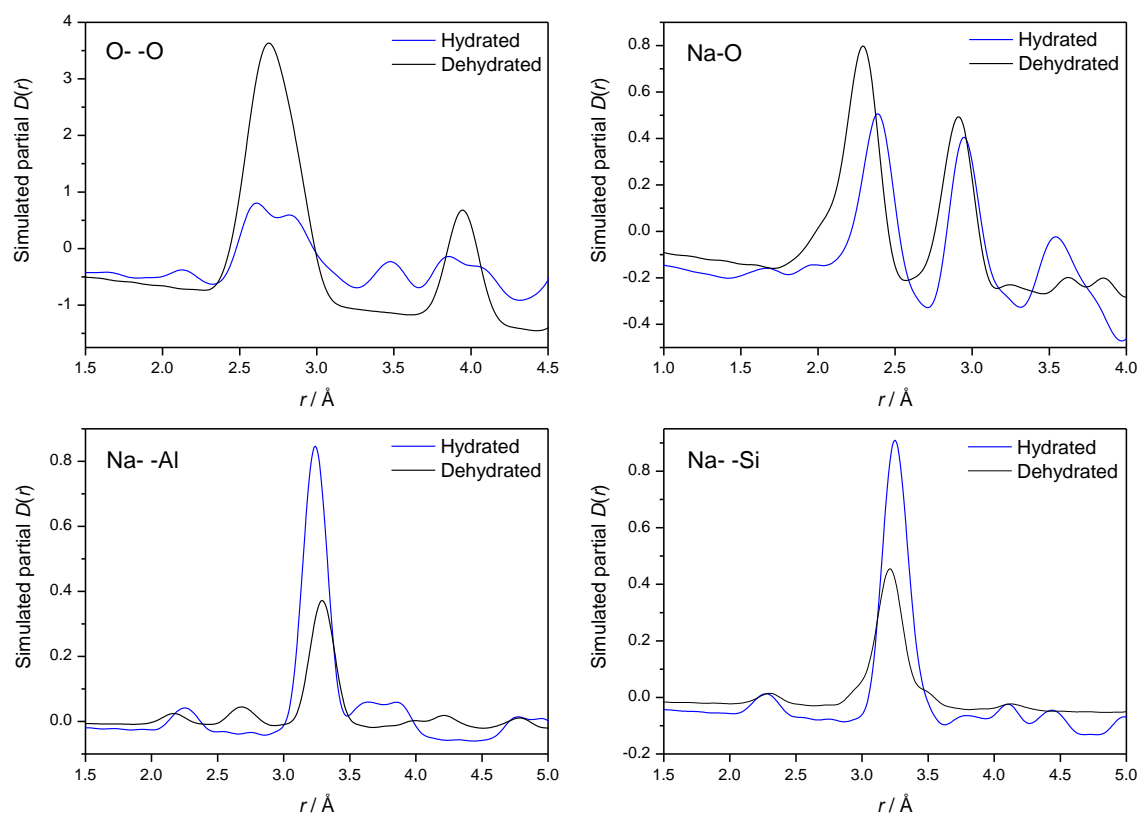 O- -O
Hydrated
Dehydrated
Simulated partial D(r)
4
3
2
1
0
-1
1.5 2.0 2.5 3.0 3.5 4.0 4.5
r / Å
Na-O
Hydrated
Dehydrated
Simulated partial D(r)
0.8
0.6
0.4
0.2
0.0
-0.2
-0.4
1.0 1.5 2.0 2.5 3.0 3.5 4.0
r / Å
Na- -Al
Hydrated
Dehydrated
Simulated partial D(r)
0.8
0.6
0.4
0.2
0.0
1.5 2.0 2.5 3.0 3.5 4.0 4.5 5.0
r / Å
Na- -Si
Hydrated
Dehydrated
Simulated partial D(r)
0.8
0.6
0.4
0.2
0.0
-0.2
1.5 2.0 2.5 3.0 3.5 4.0 4.5 5.0
r / Å